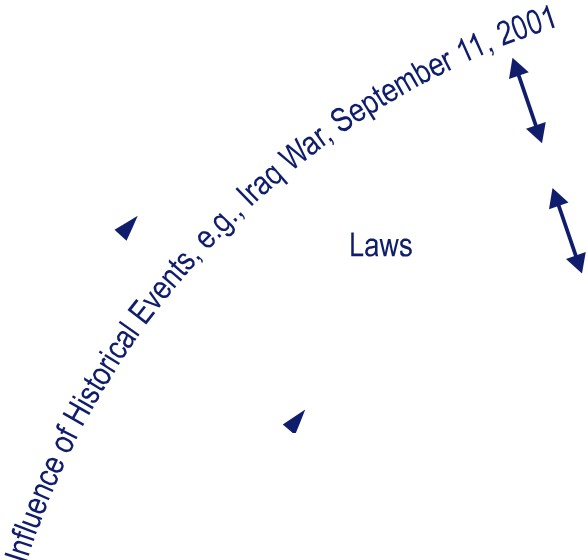 Influence of Historical Events, e.g., Iraq War, September 11, 2001
Laws